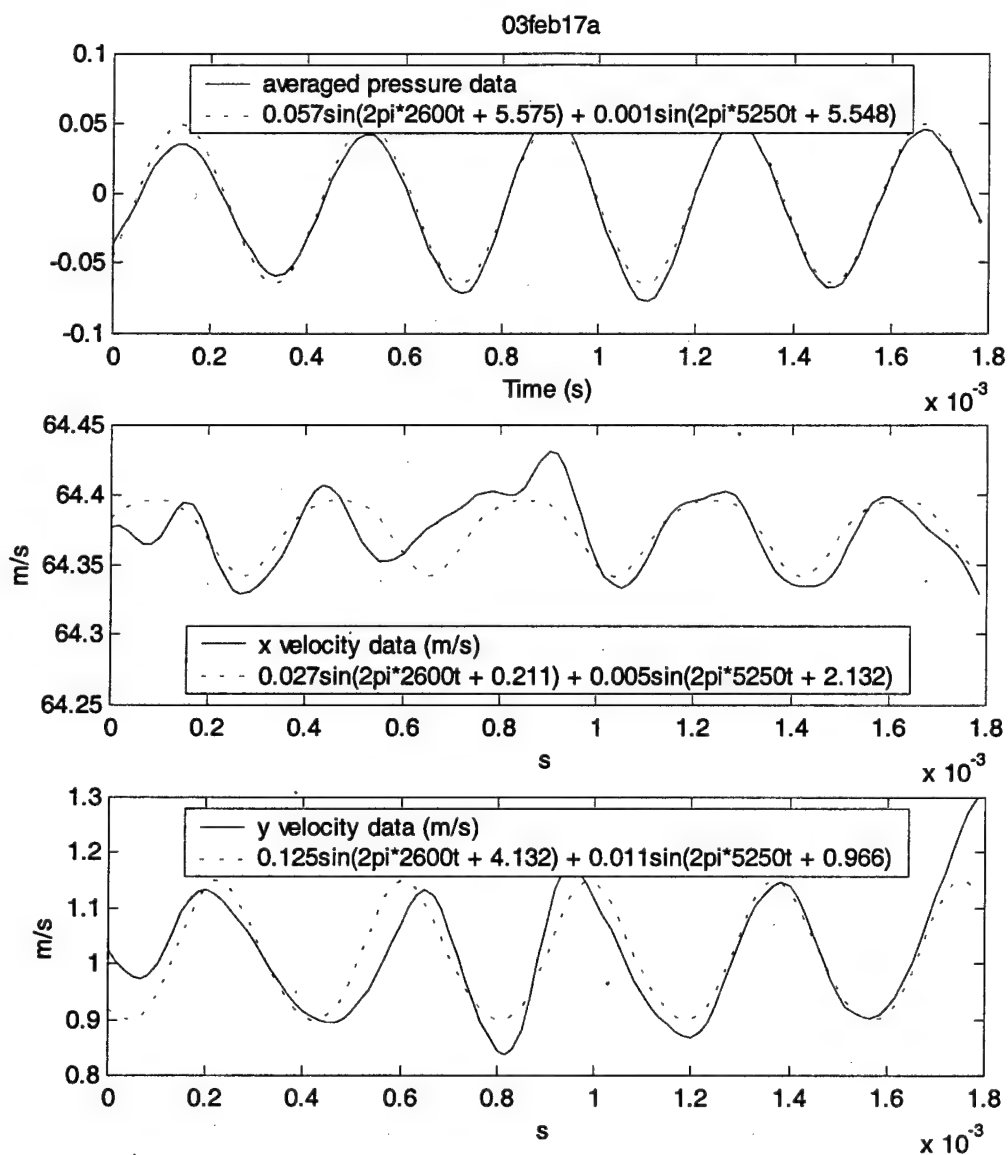 03feb17a
averaged pressure data
0.057sin(2pi*2600t + 5.575) + 0.001sin(2pi*5250t + 5.548)
0.1
0.05
0
-0.05
-0.1
0 0.2 0.4 0.6 0.8 1 1.2 1.4 1.6 1.8
Time (s)
x 10-3
64.45
64.4
64.35
64.3
64.25
m/s
x velocity data (m/s)
0.027sin(2pi*2600t + 0.211) + 0.005sin(2pi*5250t + 2.132)
0 0.2 0.4 0.6 0.8 1 1.2 1.4 1.6 1.8
s
x 10-3
1.3
1.2
1.1
1
0.9
0.8
m/s
y velocity data (m/s)
0.125sin(2pi*2600t + 4.132) + 0.011sin(2pi*5250t + 0.966)
0 0.2 0.4 0.6 0.8 1 1.2 1.4 1.6 1.8
s
x 10-3